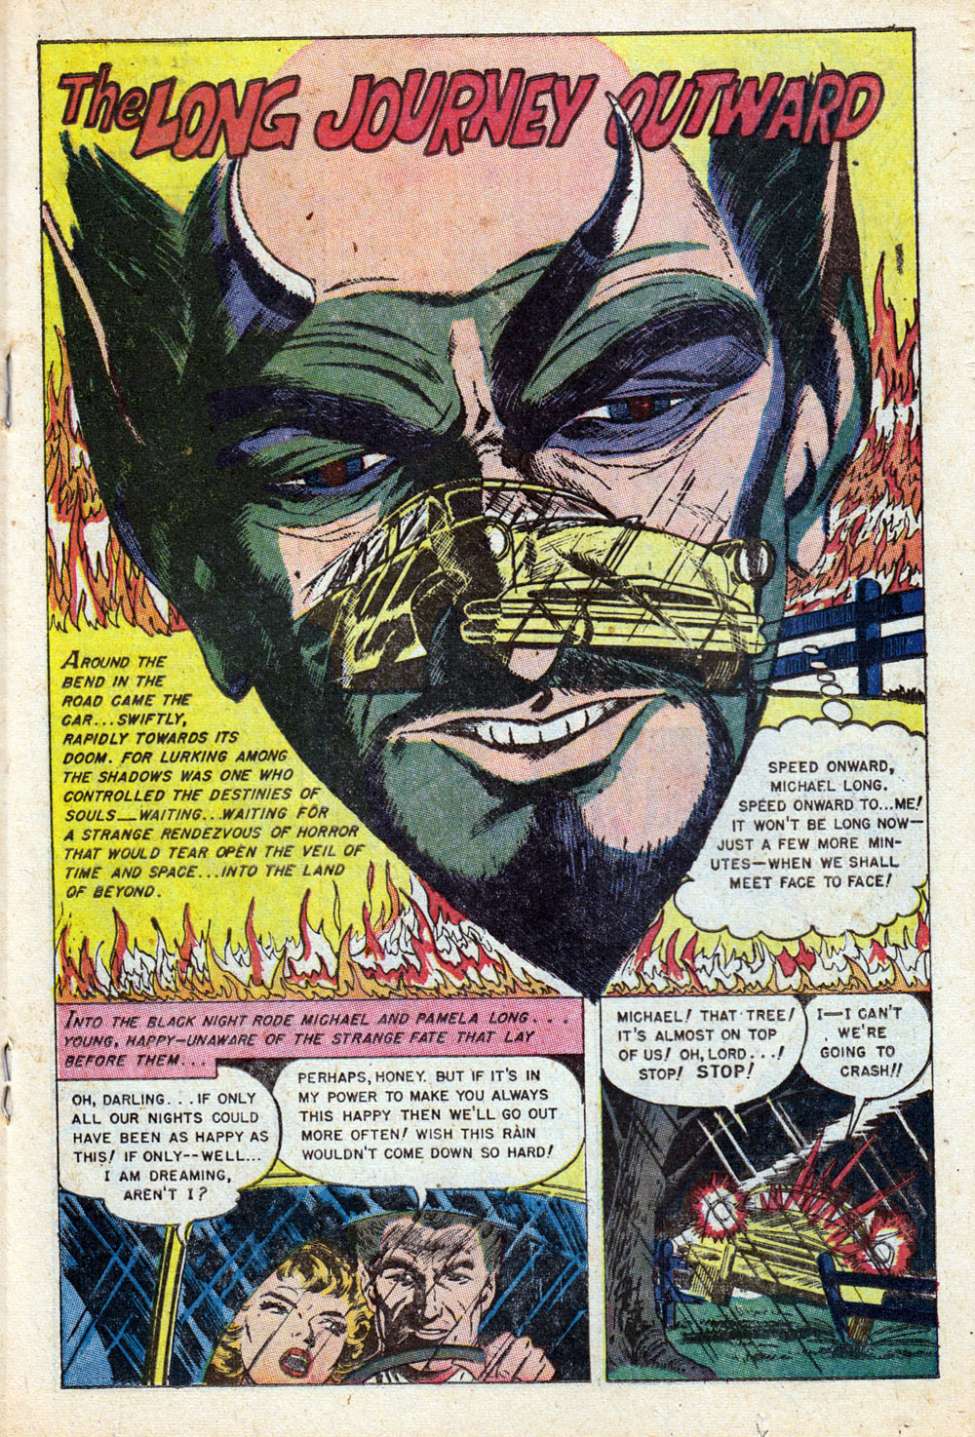 The LONG JOURNEY OUTWARD
AROUND THE
BEND IN THE
ROAD CAME THE
CAR...SWIFTLY,
RAPIDLY TOWARDS ITS
DOOM. FOR LURKING AMONG
THE SHADOWS WAS ONE WHO
CONTROLLED THE DESTINIES OF
SOULS__WAITING...WAITING FOR
A STRANGE RENDEZVOUS OF HORROR
THAT WOULD TEAR OPEN THE VEIL OF
TIME AND SPACE...INTO THE LAND
OF BEYOND.
SPEED ONWARD,
MICHAEL LONG.
SPEED ONWARD TO...ME!
IT WON'T BE LONG NOW—
JUST A FEW MORE MIN-
UTES—WHEN WE SHALL
MEET FACE TO FACE!
INTO THE BLACK NIGHT RODE MICHAEL AND PAMELA LONG...
YOUNG, HAPPY—UNAWARE OF THE STRANGE FATE THAT LAY
BEFORE THEM...
OH, DARLING...IF ONLY
ALL OUR NIGHTS COULD
HAVE BEEN AS HAPPY AS
THIS! IF ONLY--WELL...
I AM DREAMING,
AREN'T I?
PERHAPS, HONEY. BUT IF IT'S IN
MY POWER TO MAKE YOU ALWAYS
THIS HAPPY THEN WE'LL GO OUT
MORE OFTEN! WISH THIS RAIN
WOULDN'T COME DOWN SO HARD!
MICHAEL! THAT TREE!
IT'S ALMOST ON TOP
OF US! OH, LORD...!
STOP! STOP!
I—I CAN'T
WE'RE
GOING TO
CRASH!!